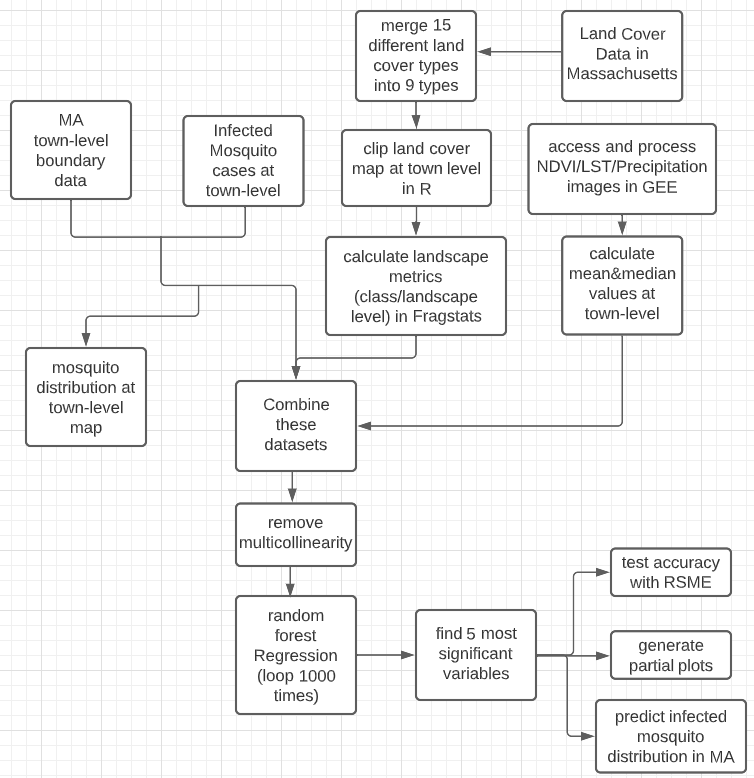 merge 15
different land
cover types
into 9 types
Land Cover
Data in
Massachusetts
MA
town-level
boundary
data
Infected
Mosquito
cases at
town-level
clip land cover
map at town level
in R
access and process
NDVI/LST/Precipitation
images in GEE
calculate landscape
metrics
(class/landscape
level) in Fragstats
calculate
mean&median
values at
town-level
mosquito
distribution at
town-level
map
Combine
these
datasets
remove
multicollinearity
random
forest
Regression
(loop 1000
times)
find 5 most
significant
variables
test accuracy
with RSME
generate
partial plots
predict infected
mosquito
distribution in MA